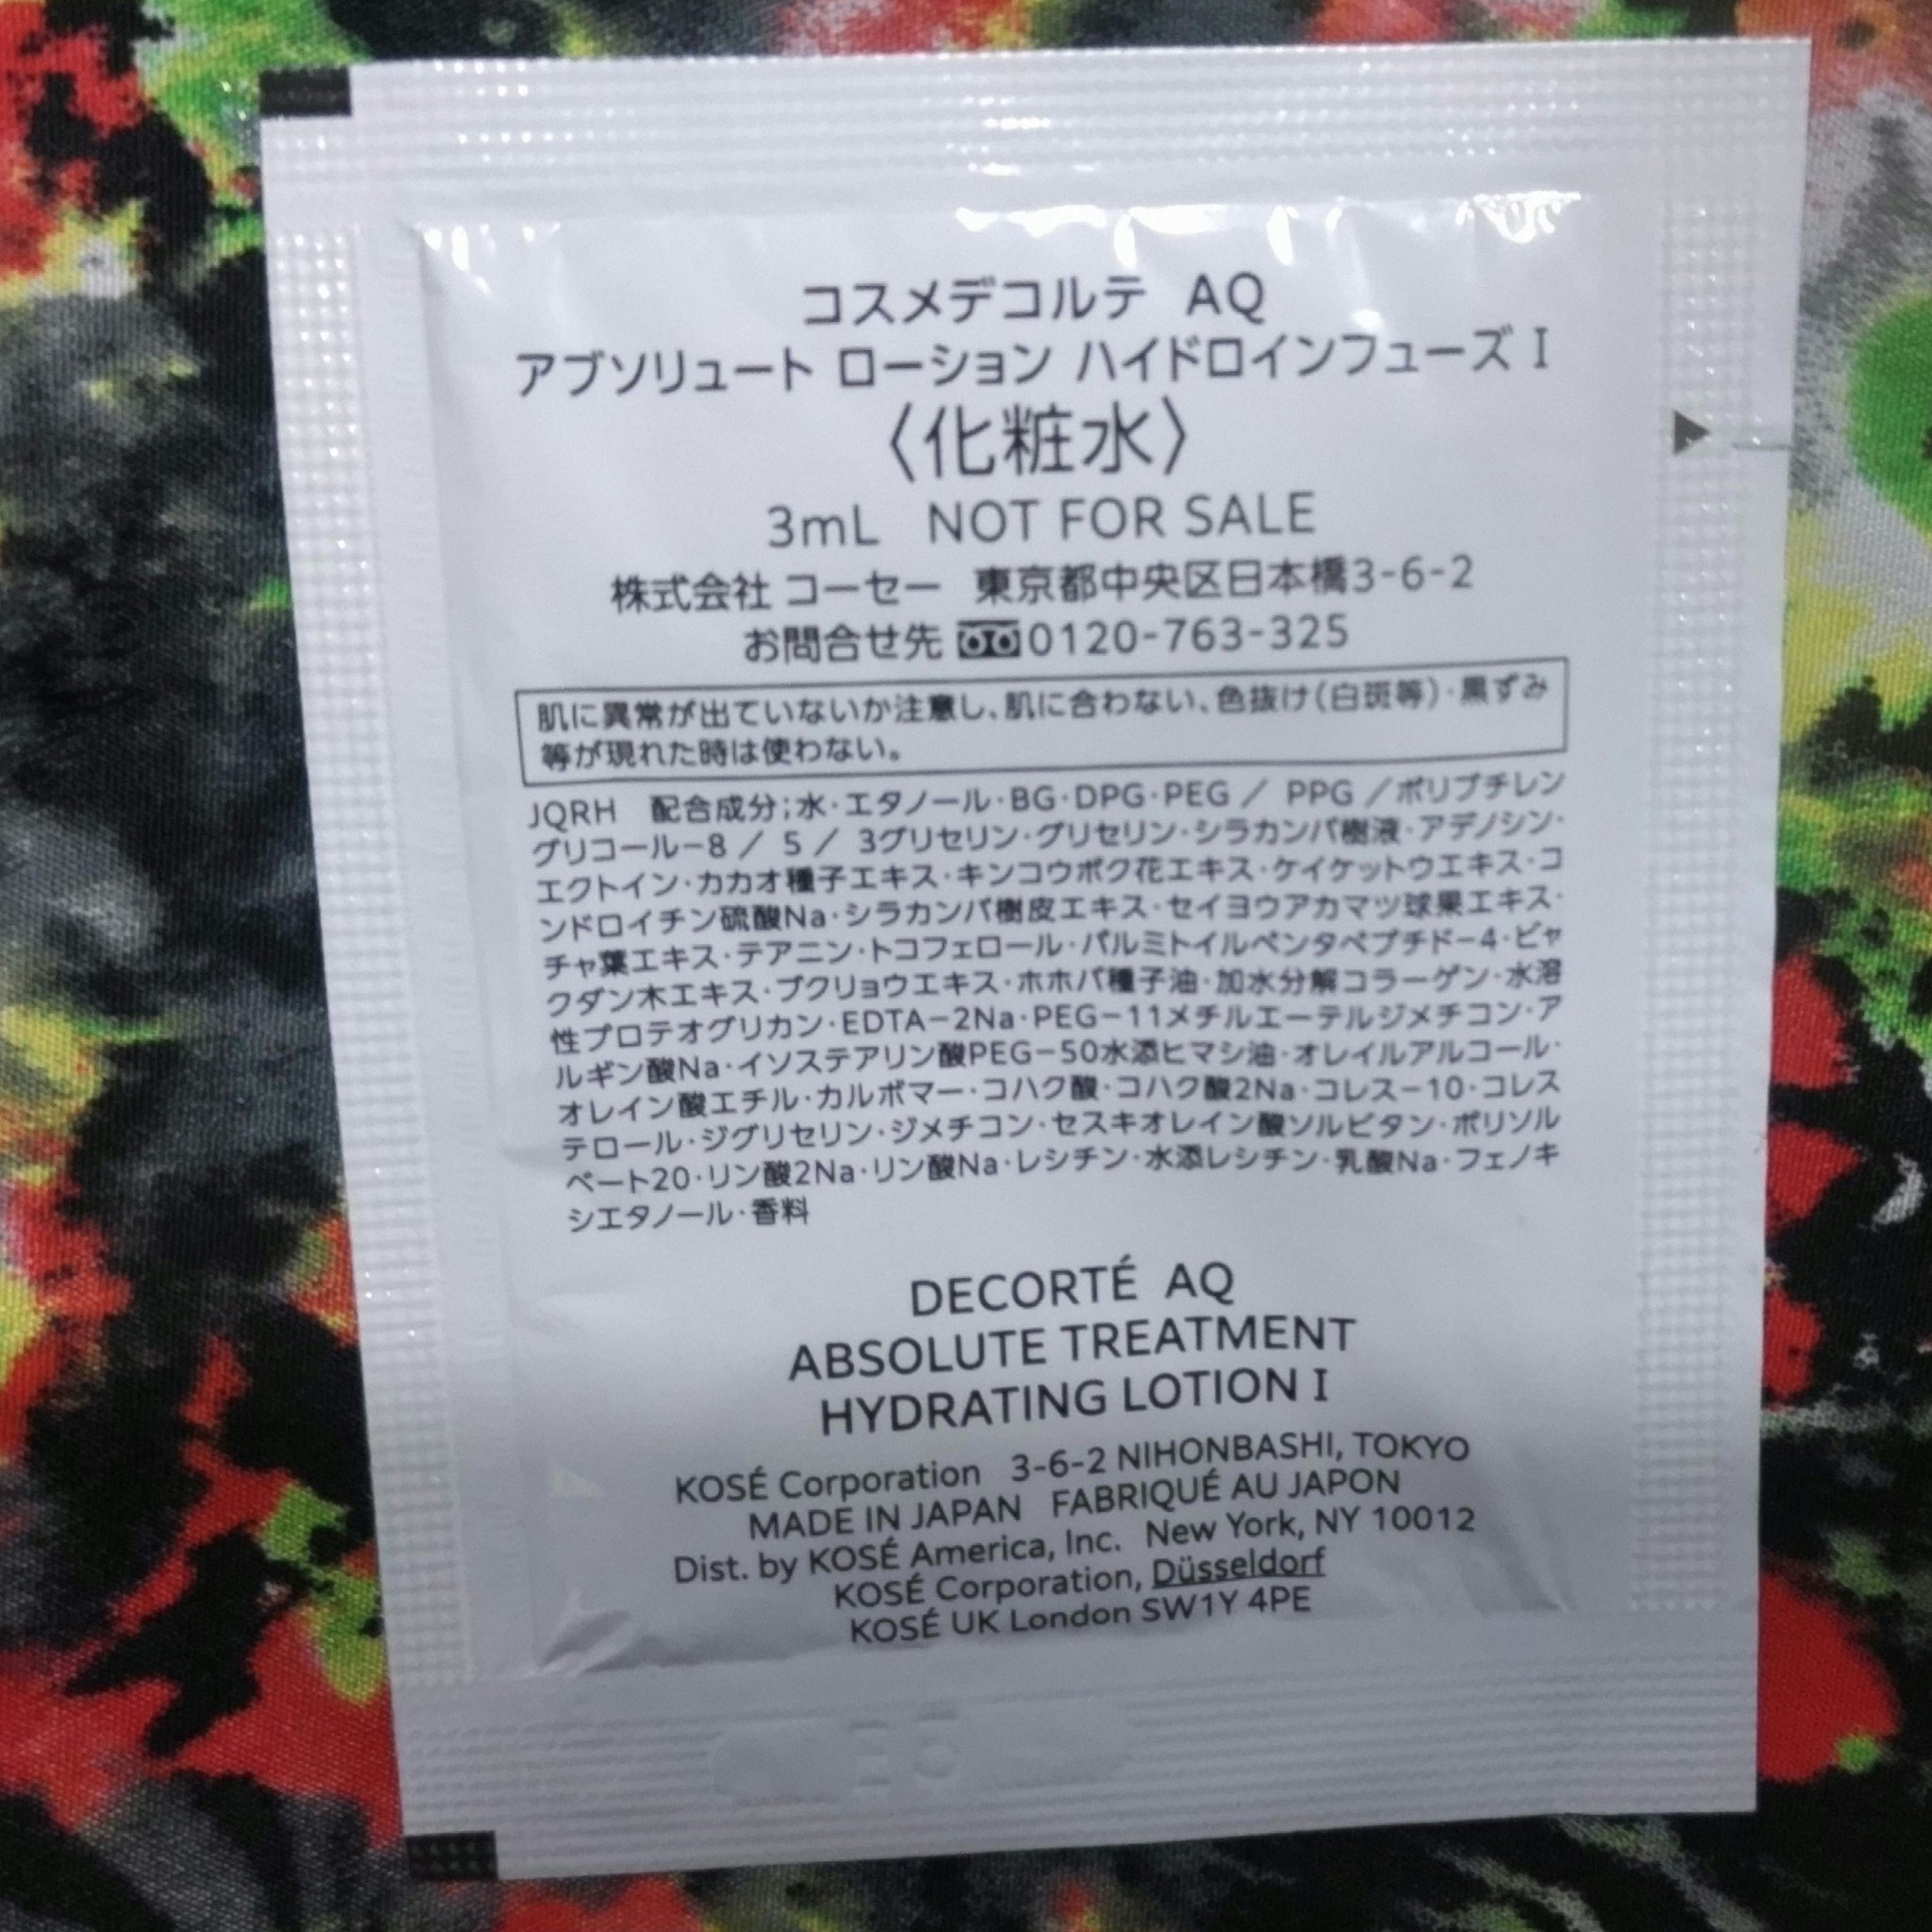 コスメデコルテ AQ
アブソリュート ローション ハイドロインフューズ I
〈化粧水〉
3mL NOT FOR SALE
株式会社 コーセー 東京都中央区日本橋3-6-2
お問合せ先 0120-763-325
肌に異常が出ていないか注意し、肌に合わない、色抜け(白斑等)・黒ずみ
等が現れた時は使わない。
JQRH 配合成分;水・エタノール・BG・DPG・PEG / PPG /ポリブチレン
グリコール-8 / 5 / 3グリセリン・グリセリン・シラカンバ樹液・アデノシン・
エクトイン・カカオ種子エキス・キンコウボク花エキス・ケイケットウエキス・コ
ンドロイチン硫酸Na・シラカンバ樹皮エキス・セイヨウアカマツ球果エキス・
チャ葉エキス・テアニン・トコフェロール・パルミトイルペンタペプチド-4・ビャ
クダン木エキス・ブクリョウエキス・ホホバ種子油・加水分解コラーゲン・水溶
性プロテオグリカン・EDTA-2Na・PEG-11メチルエーテルジメチコン・ア
ルギン酸Na・イソステアリン酸PEG-50水添ヒマシ油・オレイルアルコール・
オレイン酸エチル・カルボマー・コハク酸・コハク酸2Na・コレス-10・コレス
テロール・ジグリセリン・ジメチコン・セスキオレイン酸ソルビタン・ポリソル
ベート20・リン酸2Na・リン酸Na・レシチン・水添レシチン・乳酸Na・フェノキ
シエタノール・香料
DECORTÉ AQ
ABSOLUTE TREATMENT
HYDRATING LOTION I
KOSÉ Corporation 3-6-2 NIHONBASHI, TOKYO
MADE IN JAPAN FABRIQUÉ AU JAPON
Dist. by KOSÉ America, Inc. New York, NY 10012
KOSÉ Corporation, Düsseldorf
KOSÉ UK London SW1Y 4PE